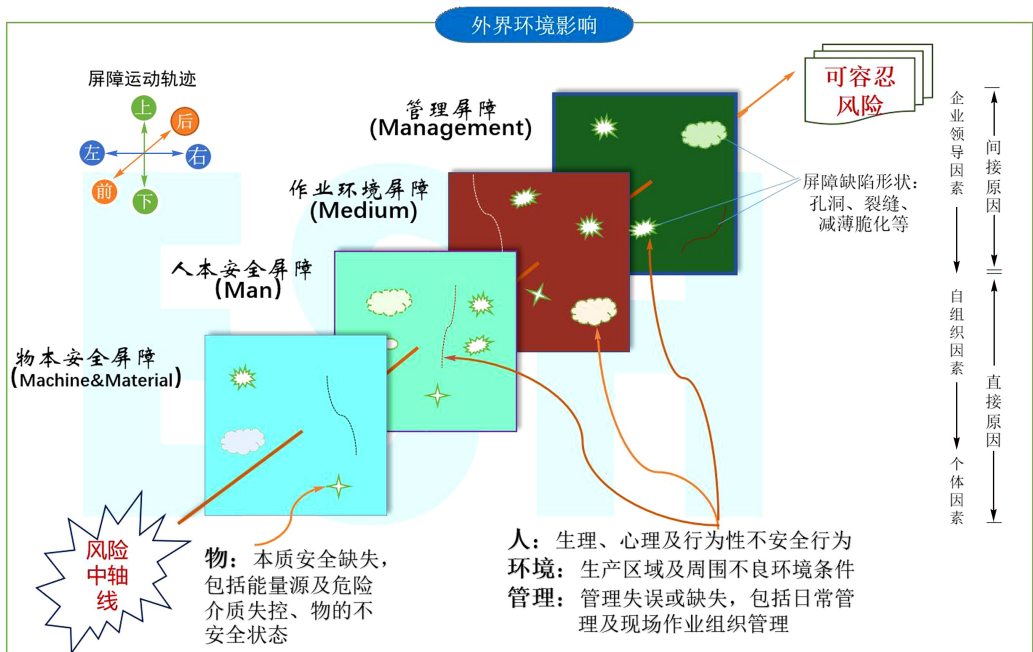 外界环境影响
屏障运动轨迹
上
后
左
右
前
下
管理屏障
(Management)
作业环境屏障
(Medium)
人本安全屏障
(Man)
物本安全屏障
(Machine&Material)
可容忍
风险
屏障缺陷形状：
孔洞、裂缝、
减薄脆化等
企业领导因素
自组织因素
个体因素
间接原因
直接原因
风险
中轴
线
物：本质安全缺失，
包括能量源及危险
介质失控、物的不
安全状态
人：生理、心理及行为性不安全行为
环境：生产区域及周围不良环境条件
管理：管理失误或缺失，包括日常管
理及现场作业组织管理